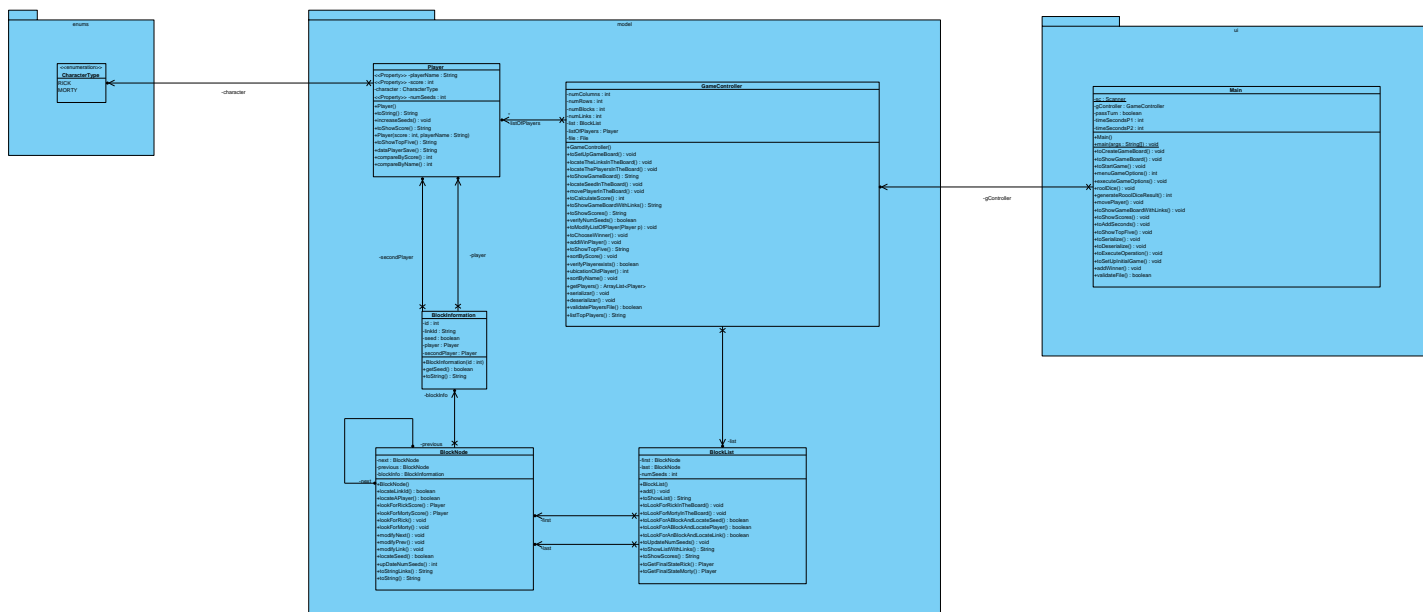 enums
<<enumeration>>
CharacterType
RICK
MORTY
-character
model
Player
<<Property>> -playerName : String
<<Property>> -score : int
-character : CharacterType
<<Property>> -numSeeds : int
+Player()
+toString() : String
+increaseSeeds() : void
+toShowScore() : String
+Player(score : int, playerName : String)
+toShowTopFive() : String
+dataPlayerSave() : String
+compareByScore() : int
+compareByName() : int
*
-listOfPlayers
GameController
-numColumns : int
-numRows : int
-numBlocks : int
-numLinks : int
-list : BlockList
-listOfPlayers : Player
-file : File
+GameController()
+toSetUpGameBoard() : void
+locateTheLinksInTheBoard() : void
+locateThePlayersInTheBoard() : void
+toShowGameBoard() : String
+locateSeedInTheBoard() : void
+movePlayerInTheBoard() : void
+toCalculateScore() : int
+toShowGameBoardWithLinks() : String
+toShowScores() : String
+verifyNumSeeds() : boolean
+toModifyListOfPlayer(Player p) : void
+toChooseWinner() : void
+addWinPlayer() : void
+toShowTopFive() : String
+sortByScore() : void
+verifyPlayerexists() : boolean
+ubicationOldPlayer() : int
+sortByName() : void
+getPlayers() : ArrayList<Player>
+serializar() : void
+deserializar() : void
+validatePlayersFile() : boolean
+listTopPlayers() : String
-secondPlayer
-player
BlockInformation
-id : int
-linkId : String
-seed : boolean
-player : Player
-secondPlayer : Player
+BlockInformation(id : int)
+getSeed() : boolean
+toString() : String
-blockInfo
-previous
-next
BlockNode
-next : BlockNode
-previous : BlockNode
-blockInfo : BlockInformation
+BlockNode()
+locateLinkId() : boolean
+locateAPlayer() : boolean
+lookForRickScore() : Player
+lookForMortyScore() : Player
+lookForRick() : void
+lookForMorty() : void
+modifyNext() : void
+modifyPrev() : void
+modifyLink() : void
+locateSeed() : boolean
+upDateNumSeeds() : int
+toStringLinks() : String
+toString() : String
-first
-last
-list
BlockList
-first : BlockNode
-last : BlockNode
-numSeeds : int
+BlockList()
+add() : void
+toShowList() : String
+toLookForRickInTheBoard() : void
+toLookForMortyInTheBoard() : void
+toLookForABlockAndLocateSeed() : boolean
+toLookForABlockAndLocatePlayer() : boolean
+toLookForAnBlockAndLocateLink() : boolean
+toUpdateNumSeeds() : void
+toShowListWithLinks() : String
+toShowScores() : String
+toGetFinalStateRick() : Player
+toGetFinalStateMorty() : Player
-gController
ui
Main
-sc : Scanner
-gController : GameController
-passTurn : boolean
-timeSecondsP1 : int
-timeSecondsP2 : int
+Main()
+main(args : String[]) : void
+toCreateGameBoard() : void
+toShowGameBoard() : void
+toStartGame() : void
+menuGameOptions() : int
+executeGameOptions() : void
+roolDice() : void
+generateRooolDiceResult() : int
+movePlayer() : void
+toShowGameBoardWithLinks() : void
+toShowScores() : void
+toAddSeconds() : void
+toShowTopFive() : void
+toSerialize() : void
+toDeserialize() : void
+toExecuteOperation() : void
+toSetUpInitialGame() : void
+addWinner() : void
+validateFile() : boolean